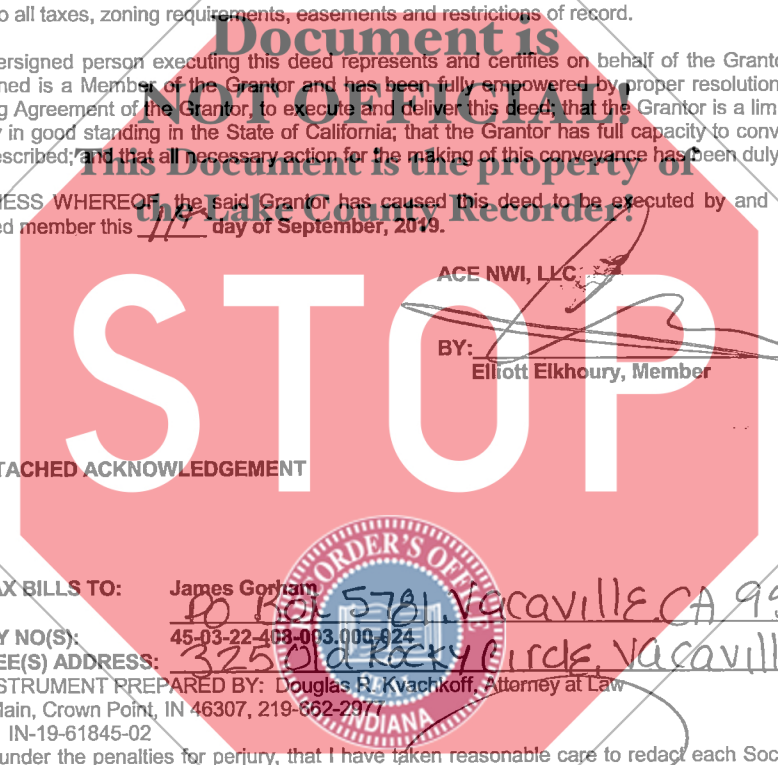 o all taxes, zoning requirements, easements and restrictions of record.
Document is
ersigned person executing this deed represents and certifies on behalf of the Granto
ned is a Member of the Grantor and has been fully empowered by proper resolution
NOT OFFICIAL!
g Agreement of the Grantor, to execute and deliver this deed; that the Grantor is a lim
y in good standing in the State of California; that the Grantor has full capacity to conv
escribed; and that all necessary action for the making of this conveyance has been duly
This Document is the property of
NESS WHEREOF, the said Grantor has caused this deed to be executed by and
the Lake County Recorder!
ed member this day of September, 2019.
ACE NWI, LLC
STOP
BY:
Elliott Elkhoury, Member
TACHED ACKNOWLEDGEMENT
RECORDER'S OFFICE
AX BILLS TO: James Gorham
PO Box 5781, Vacaville CA 95
Y NO(S): 45-03-22-408-003.000-024
EE(S) ADDRESS: 325 Old Rocky Circle, Vacavill
STRUMENT PREPARED BY: Douglas R. Kvachkoff, Attorney at Law
Main, Crown Point, IN 46307, 219-662-2977
INDIANA
IN-19-61845-02
under the penalties for perjury, that I have taken reasonable care to redact each Soc